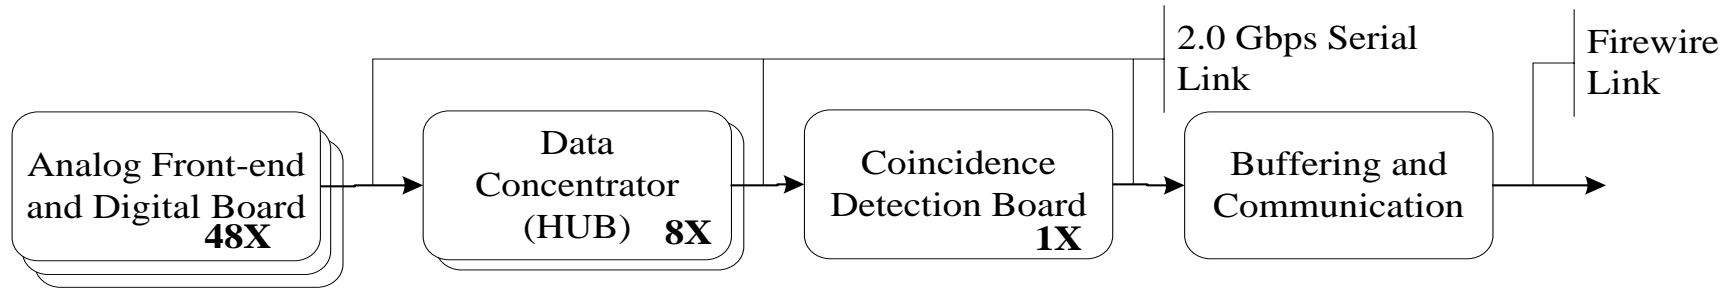 2.0 Gbps Serial
Link
Firewire
Link
Analog Front-end
and Digital Board
48X
Data
Concentrator
(HUB) 8X
Coincidence
Detection Board
1X
Buffering and
Communication